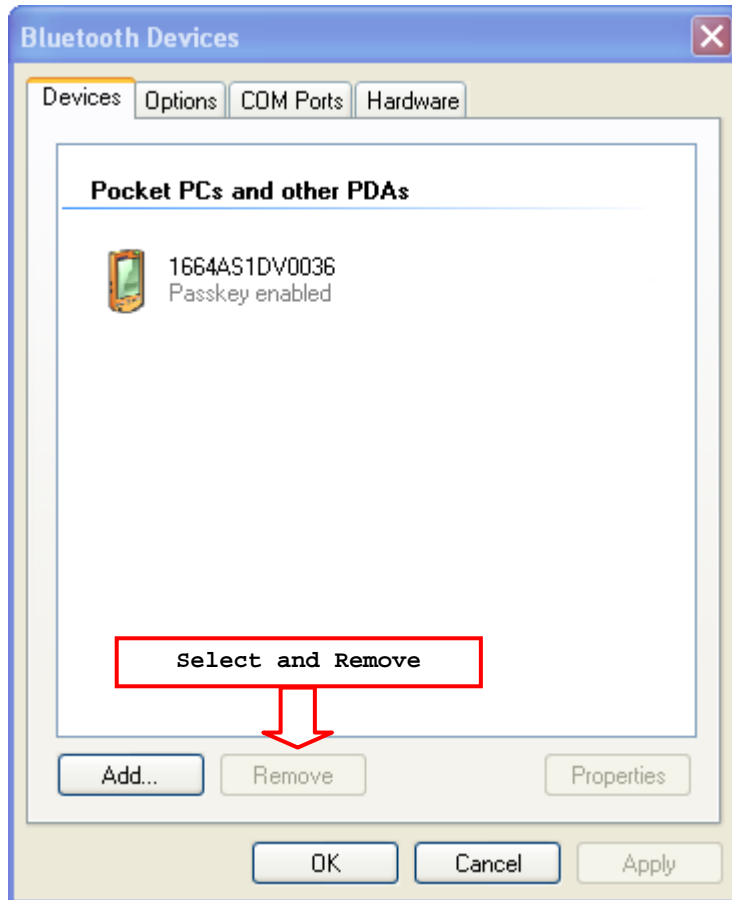 Bluetooth Devices
Devices Options COM Ports Hardware
Pocket PCs and other PDAs
1664AS1DV0036
Passkey enabled
Select and Remove
Add... Remove Properties
OK Cancel Apply